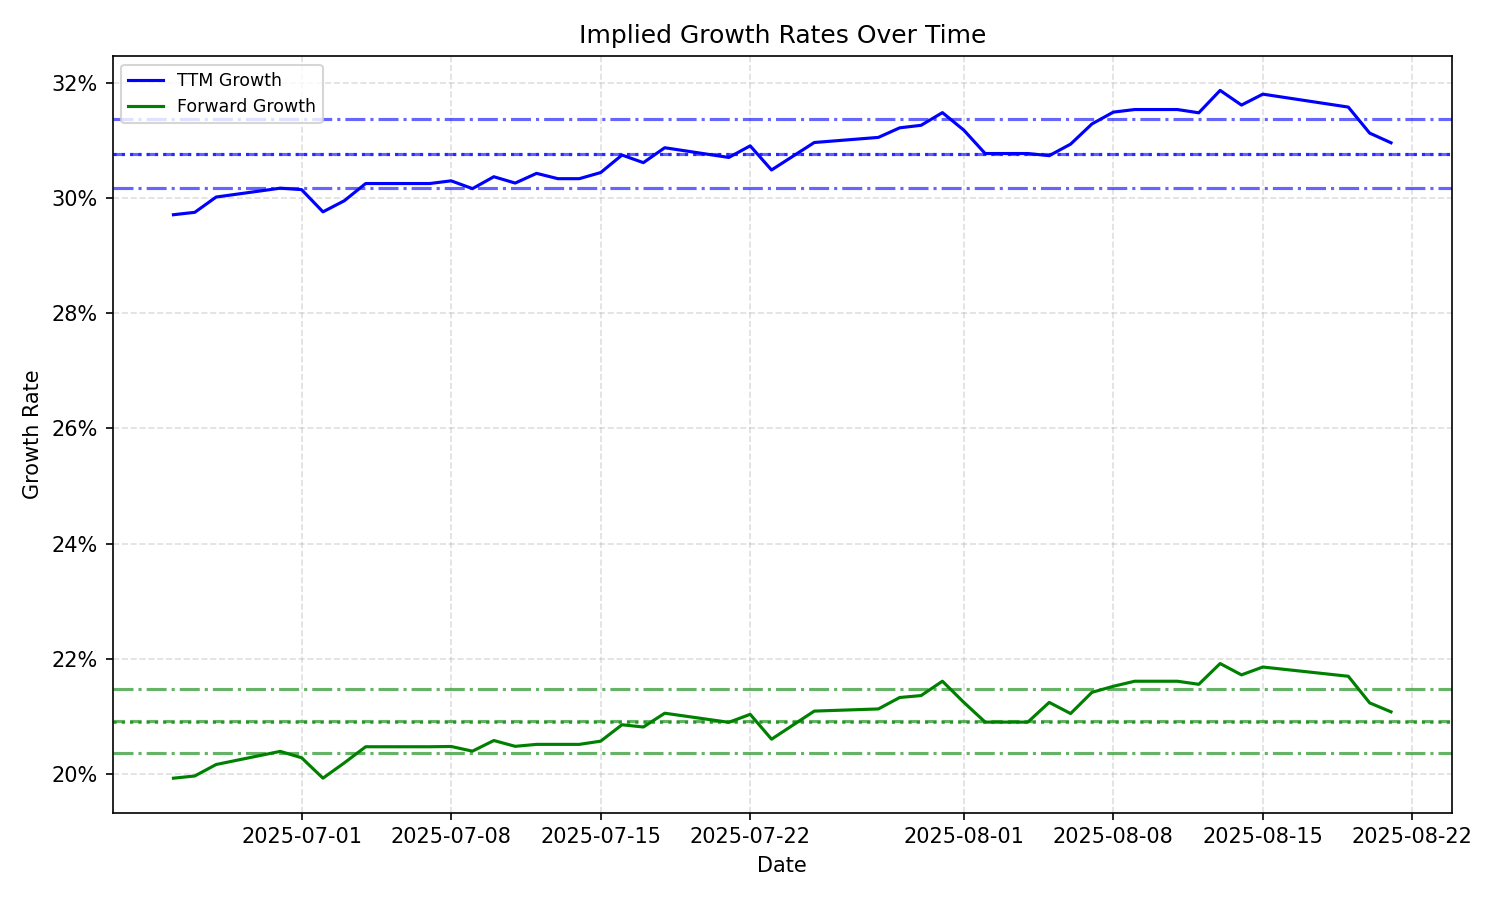 Implied Growth Rates Over Time
TTM Growth
Forward Growth
32%
30%
28%
26%
24%
22%
20%
Growth Rate
2025-07-01 2025-07-08 2025-07-15 2025-07-22 2025-08-01 2025-08-08 2025-08-15 2025-08-22
Date